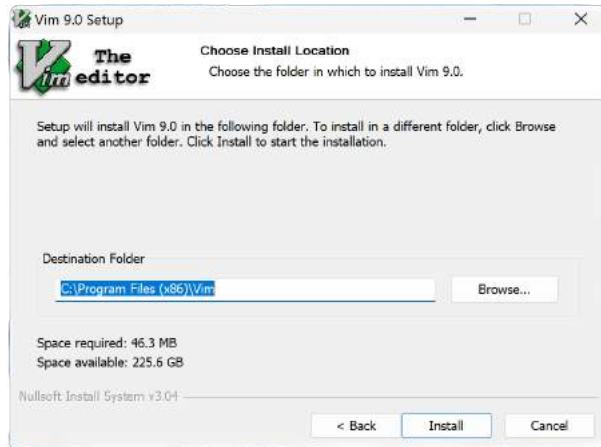 Vim 9.0 Setup
The
Vim editor
Choose Install Location
Choose the folder in which to install Vim 9.0.
Setup will install Vim 9.0 in the following folder. To install in a different folder, click Browse
and select another folder. Click Install to start the installation.
Destination Folder
C:\Program Files (x86)\Vim
Browse...
Space required: 46.3 MB
Space available: 225.6 GB
Nullsoft Install System v3.04
< Back
Install
Cancel